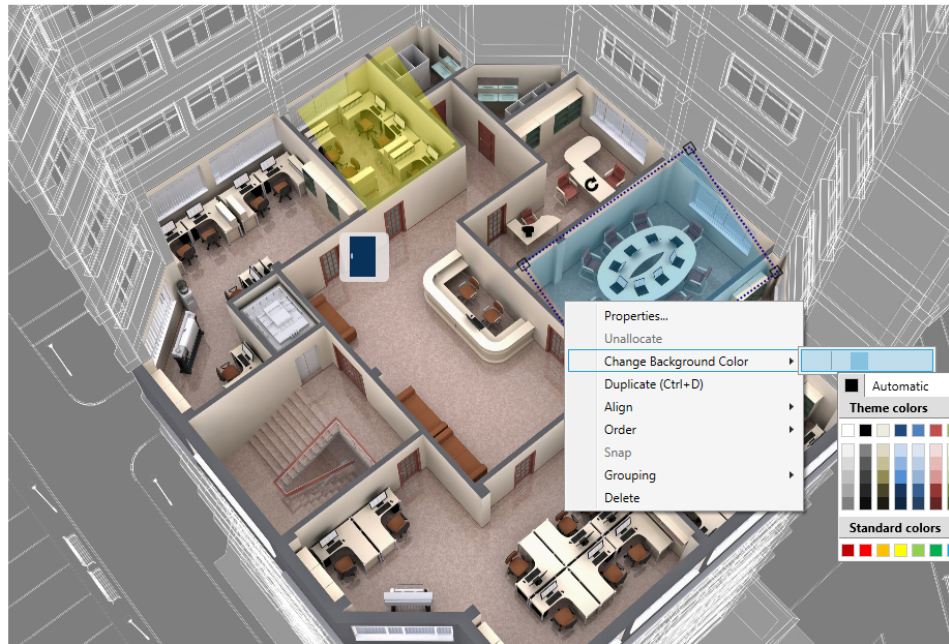 Properties...
Unallocate
Change Background Color
Duplicate (Ctrl+D)
Align
Order
Snap
Grouping
Delete
Automatic
Theme colors
Standard colors